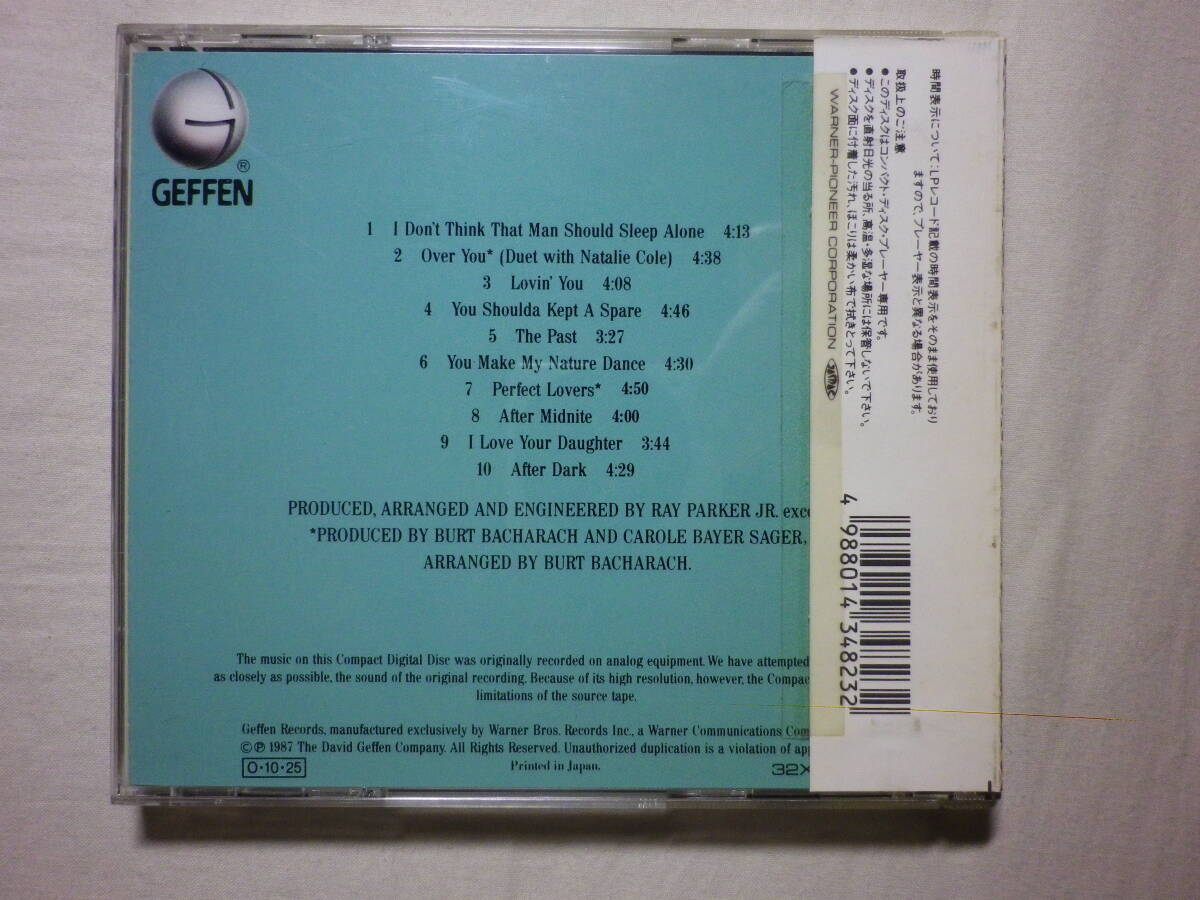 GEFFEN
®
1 I Don't Think That Man Should Sleep Alone 4:13
2 Over You* (Duet with Natalie Cole) 4:38
3 Lovin' You 4:08
4 You Shoulda Kept A Spare 4:46
5 The Past 3:27
6 You Make My Nature Dance 4:30
7 Perfect Lovers* 4:50
8 After Midnite 4:00
9 I Love Your Daughter 3:44
10 After Dark 4:29
PRODUCED, ARRANGED AND ENGINEERED BY RAY PARKER JR. exc
*PRODUCED BY BURT BACHARACH AND CAROLE BAYER SAGER,
ARRANGED BY BURT BACHARACH.
The music on this Compact Digital Disc was originally recorded on analog equipment. We have attempted
as closely as possible, the sound of the original recording. Because of its high resolution, however, the Compac
limitations of the source tape.
Geffen Records, manufactured exclusively by Warner Bros. Records Inc., a Warner Communications Com
©℗ 1987 The David Geffen Company. All Rights Reserved. Unauthorized duplication is a violation of ap
O·10·25
Printed in Japan.
32X
時間表示について:LPレコード記載の時間表示をそのまま使用しており
ますので、プレーヤー表示と異なる場合があります。
取扱上のご注意
●このディスクはコンパクト・ディスク・プレーヤー専用です。
●ディスクを直射日光の当る所、高温・多湿な場所には保管しないで下さい。
●ディスク面に付着した汚れ、ほこりは柔かい布で拭きとって下さい。
WARNER-PIONEER CORPORATION
4 988014 348232